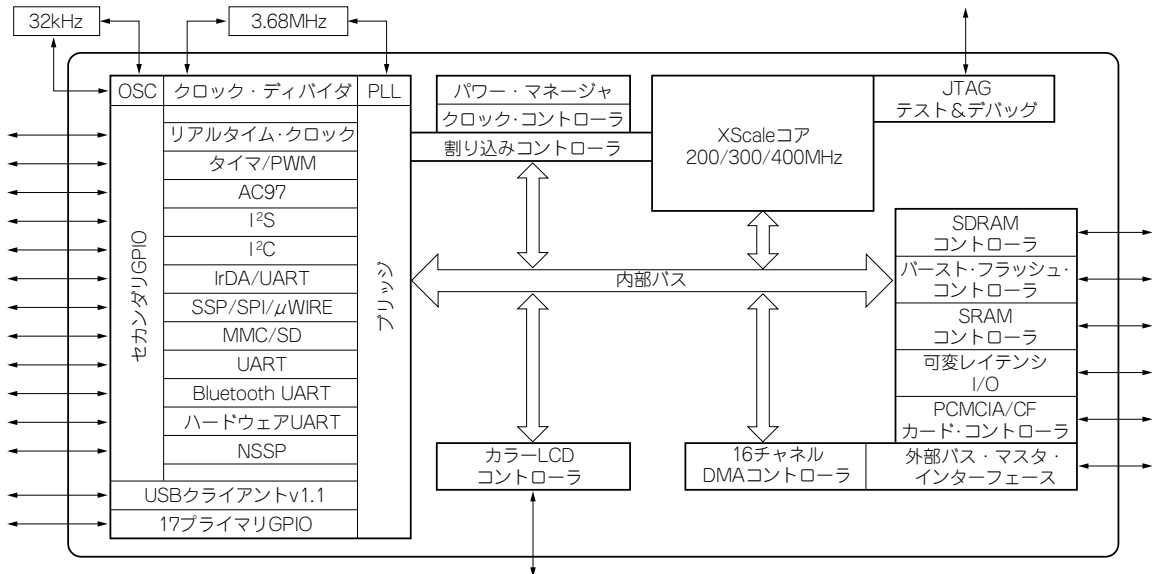 32kHz
3.68MHz
OSC
クロック・ディバイダ
PLL
リアルタイム・クロック
タイマ/PWM
AC97
I²S
I²C
IrDA/UART
SSP/SPI/μWIRE
MMC/SD
UART
Bluetooth UART
ハードウェアUART
NSSP
セカンダリGPIO
USBクライアントv1.1
17プライマリGPIO
ブリッジ
パワー・マネージャ
クロック・コントローラ
割り込みコントローラ
XScaleコア
200/300/400MHz
JTAG
テスト&デバッグ
内部バス
SDRAM
コントローラ
バースト・フラッシュ・
コントローラ
SRAM
コントローラ
可変レイテンシ
I/O
PCMCIA/CF
カード・コントローラ
カラーLCD
コントローラ
16チャネル
DMAコントローラ
外部バス・マスタ・
インターフェース